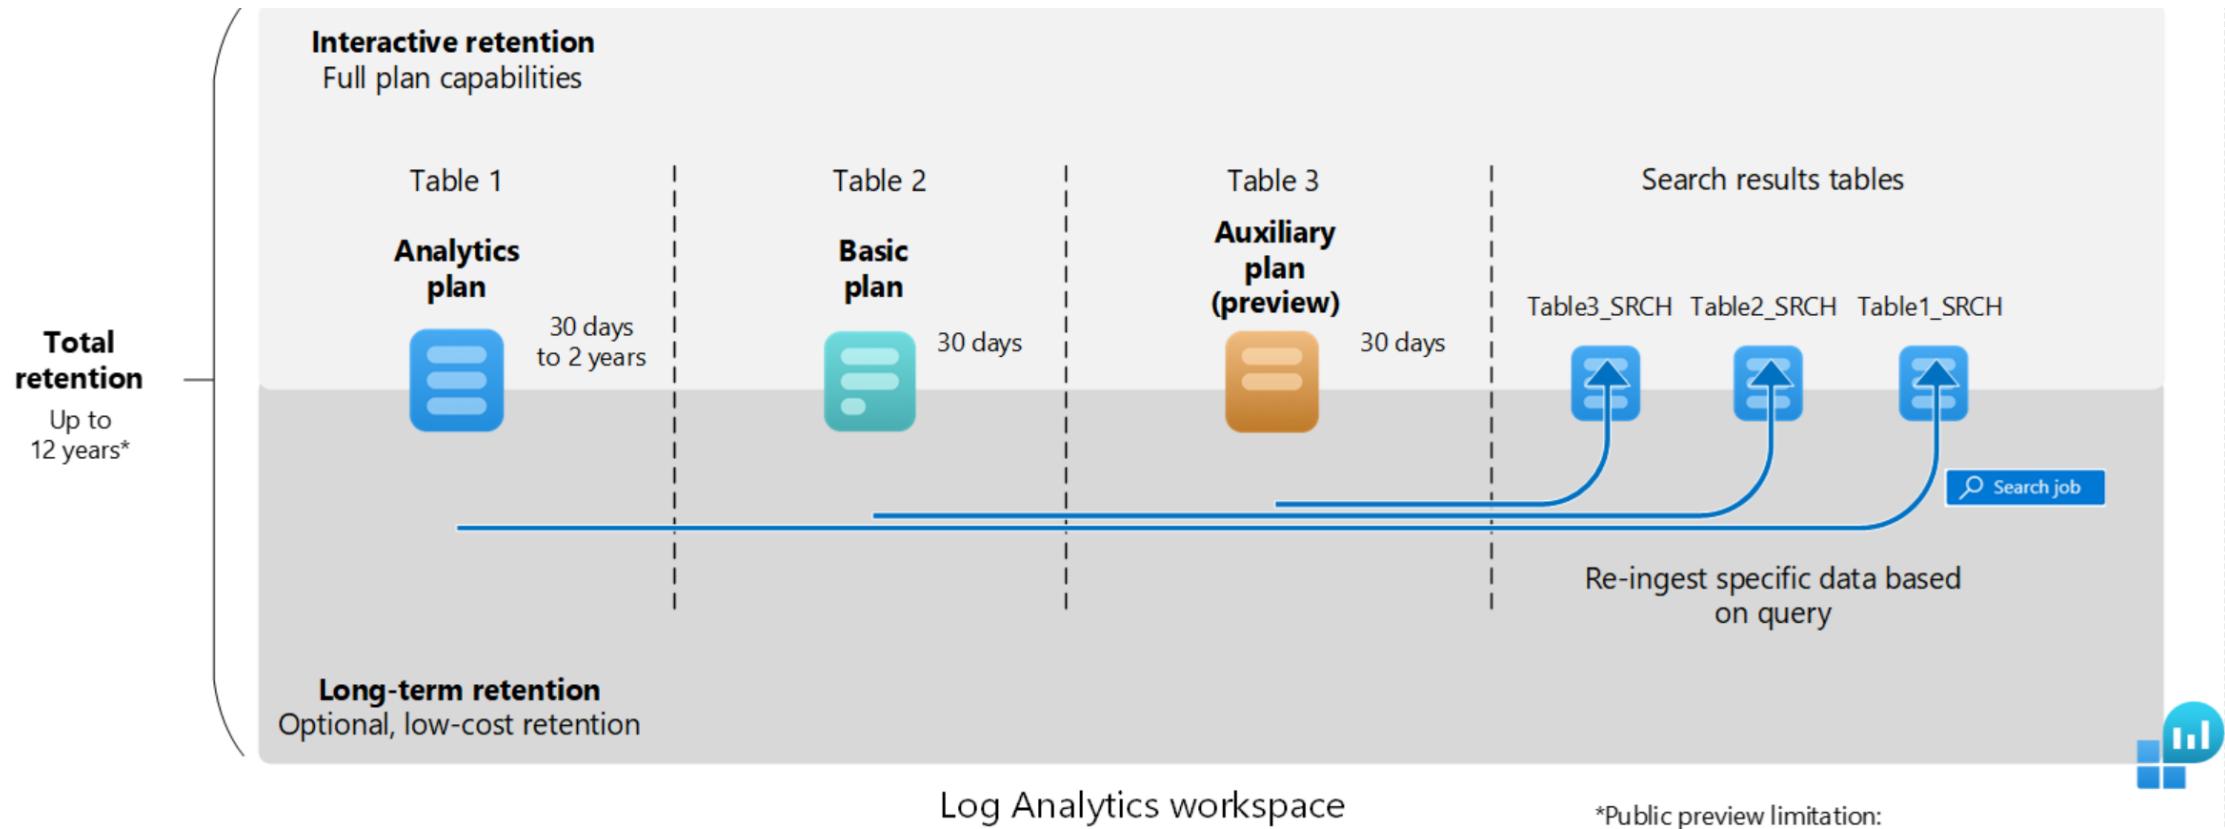 Interactive retention
Full plan capabilities
Table 1
Table 2
Table 3
Search results tables
Analytics
plan
Basic
plan
Auxiliary
plan
(preview)
30 days
to 2 years
30 days
30 days
Table3_SRCH
Table2_SRCH
Table1_SRCH
Total
retention
Up to
12 years*
Search job
Re-ingest specific data based
on query
Long-term retention
Optional, low-cost retention
Log Analytics workspace
*Public preview limitation: